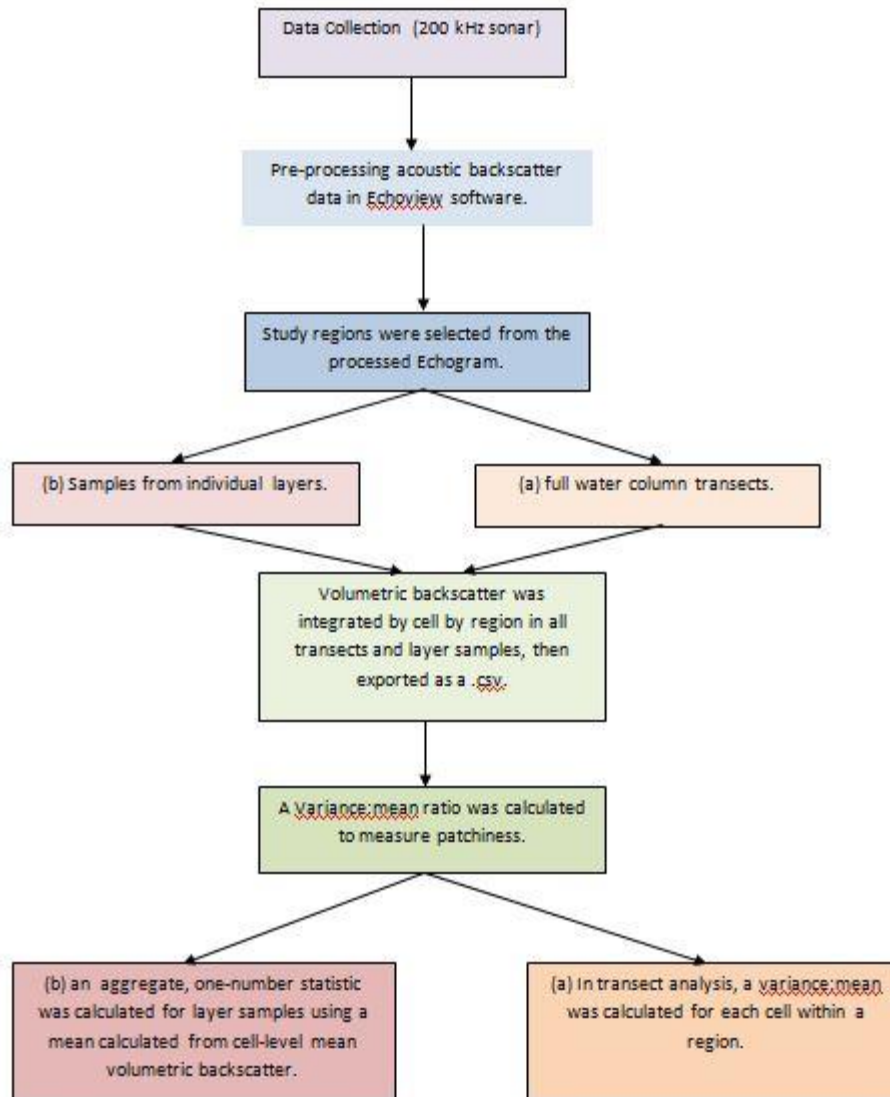 Data Collection (200 kHz sonar)
Pre-processing acoustic backscatter
data in Echoview software.
Study regions were selected from the
processed Echogram.
(b) Samples from individual layers.
(a) full water column transects.
Volumetric backscatter was
integrated by cell by region in all
transects and layer samples, then
exported as a .csv.
A Variance:mean ratio was calculated
to measure patchiness.
(b) an aggregate, one-number statistic
was calculated for layer samples using a
mean calculated from cell-level mean
volumetric backscatter.
(a) In transect analysis, a variance:mean
was calculated for each cell within a
region.